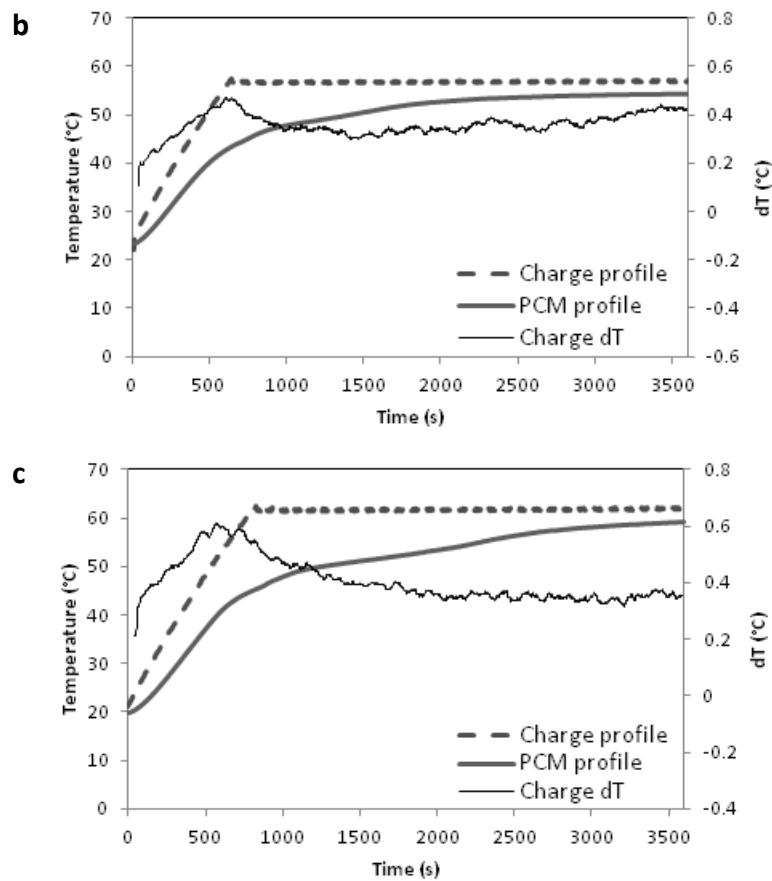 b
Temperature (°C)
70
60
50
40
30
20
10
0
0.8
0.6
0.4
0.2
0
-0.2
-0.4
-0.6
dT (°C)
Charge profile
PCM profile
Charge dT
0 500 1000 1500 2000 2500 3000 3500
Time (s)
c
Temperature (°C)
70
60
50
40
30
20
10
0
0.8
0.6
0.4
0.2
0
-0.2
-0.4
dT (°C)
Charge profile
PCM profile
Charge dT
0 500 1000 1500 2000 2500 3000 3500
Time (s)